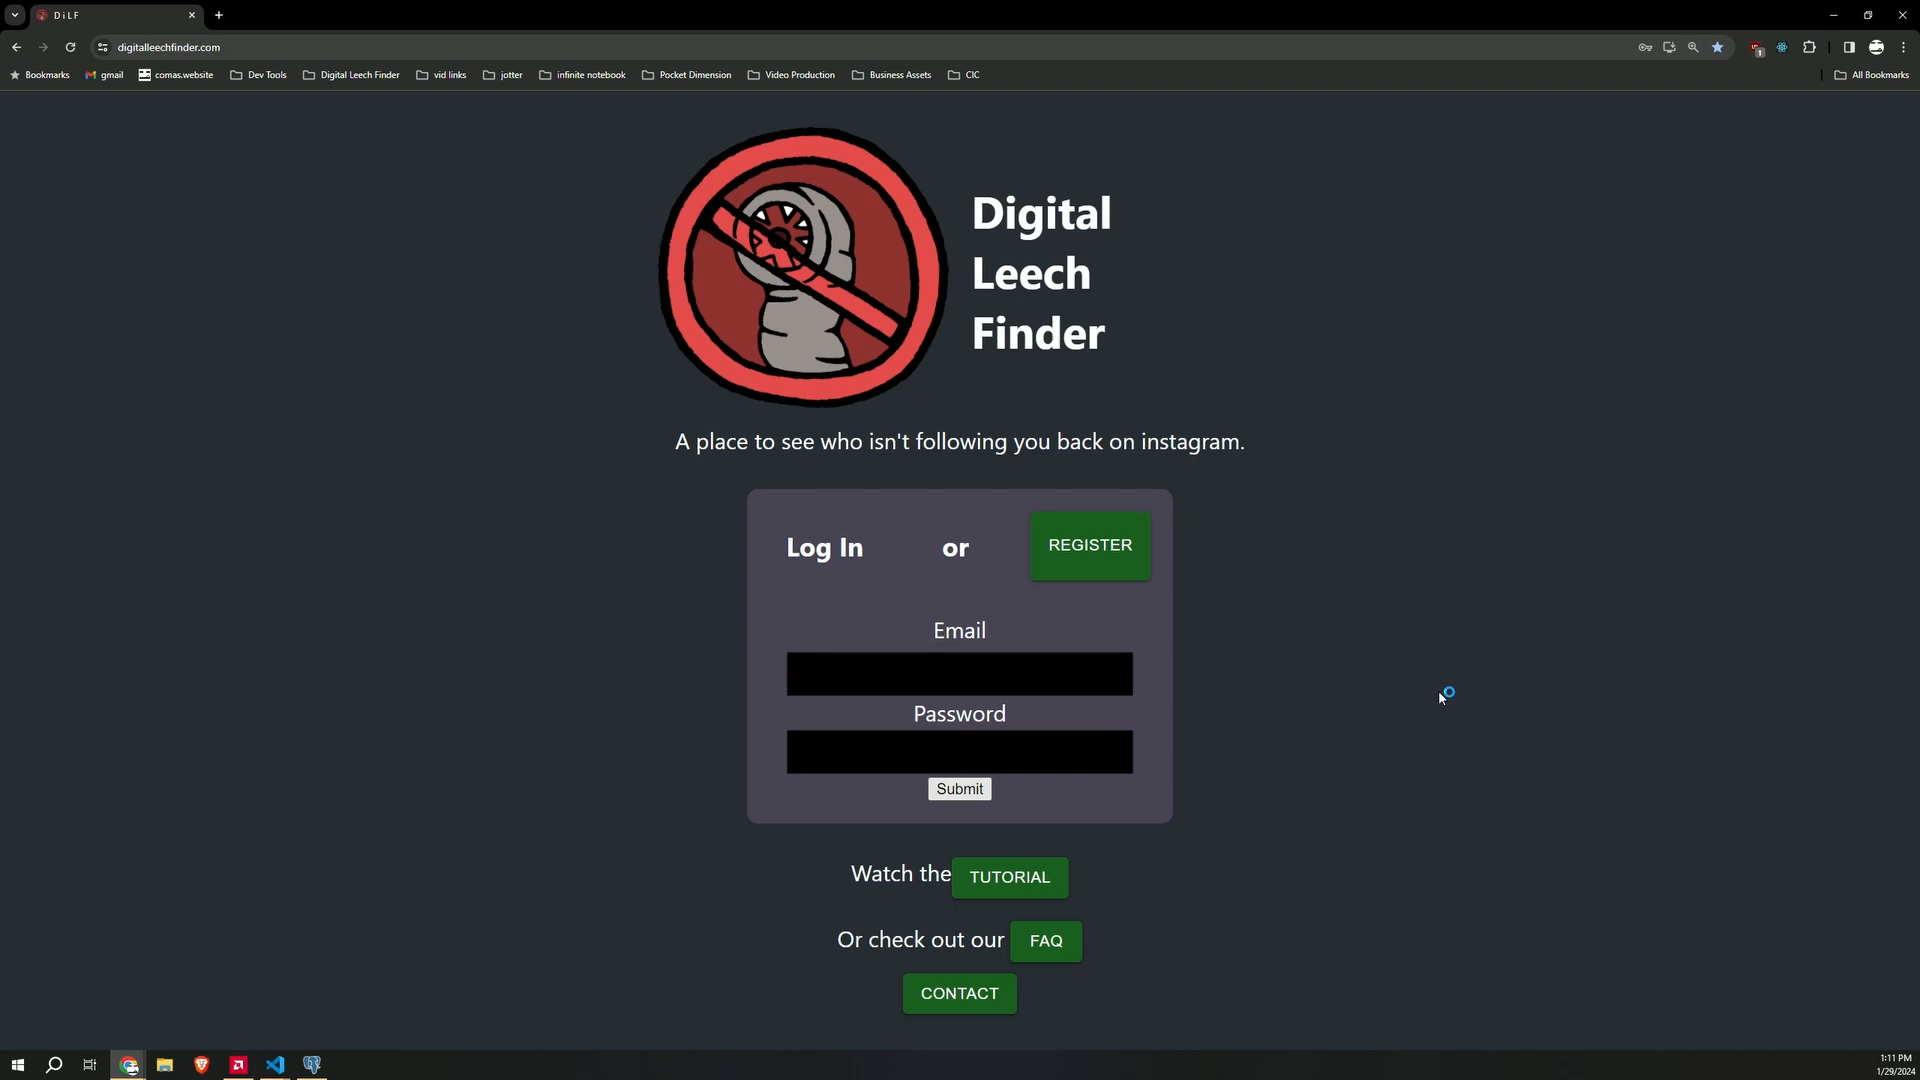 D i L F
digitalleechfinder.com
Bookmarks gmail comas.website Dev Tools Digital Leech Finder vid links jotter infinite notebook Pocket Dimension Video Production Business Assets CIC All Bookmarks
Digital
Leech
Finder
A place to see who isn't following you back on instagram.
Log In or REGISTER
Email
Password
Submit
Watch the TUTORIAL
Or check out our FAQ
CONTACT
1:11 PM
1/29/2024